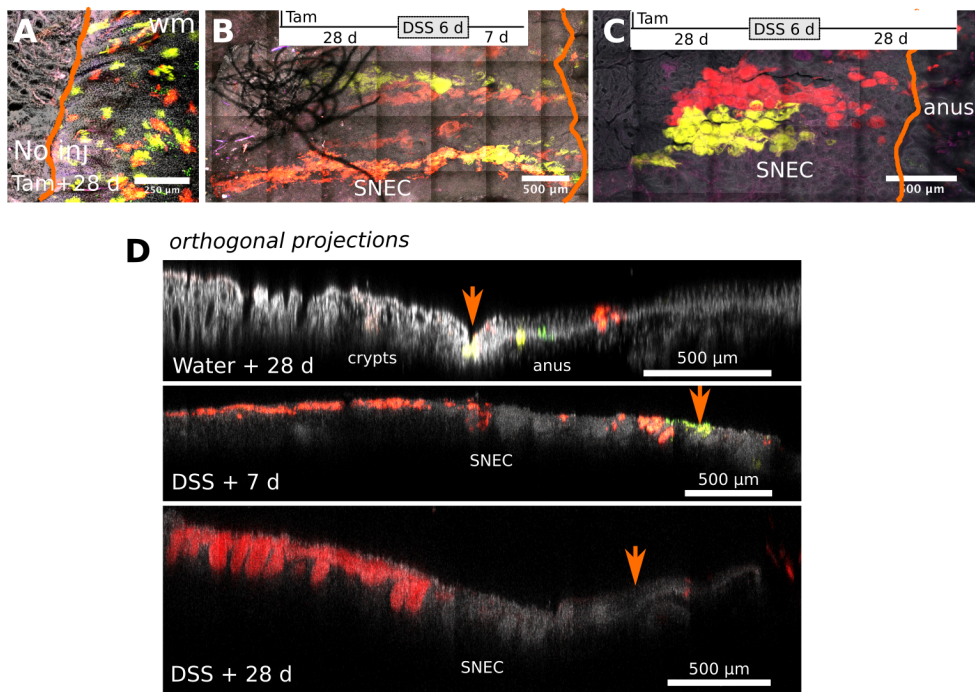 A
wm
No inj
Tam+28 d
250 µm
B
Tam
DSS 6 d
28 d
7 d
SNEC
500 µm
C
Tam
DSS 6 d
28 d
28 d
anus
SNEC
500 µm
D
orthogonal projections
crypts
anus
500 µm
Water + 28 d
SNEC
500 µm
DSS + 7 d
SNEC
500 µm
DSS + 28 d